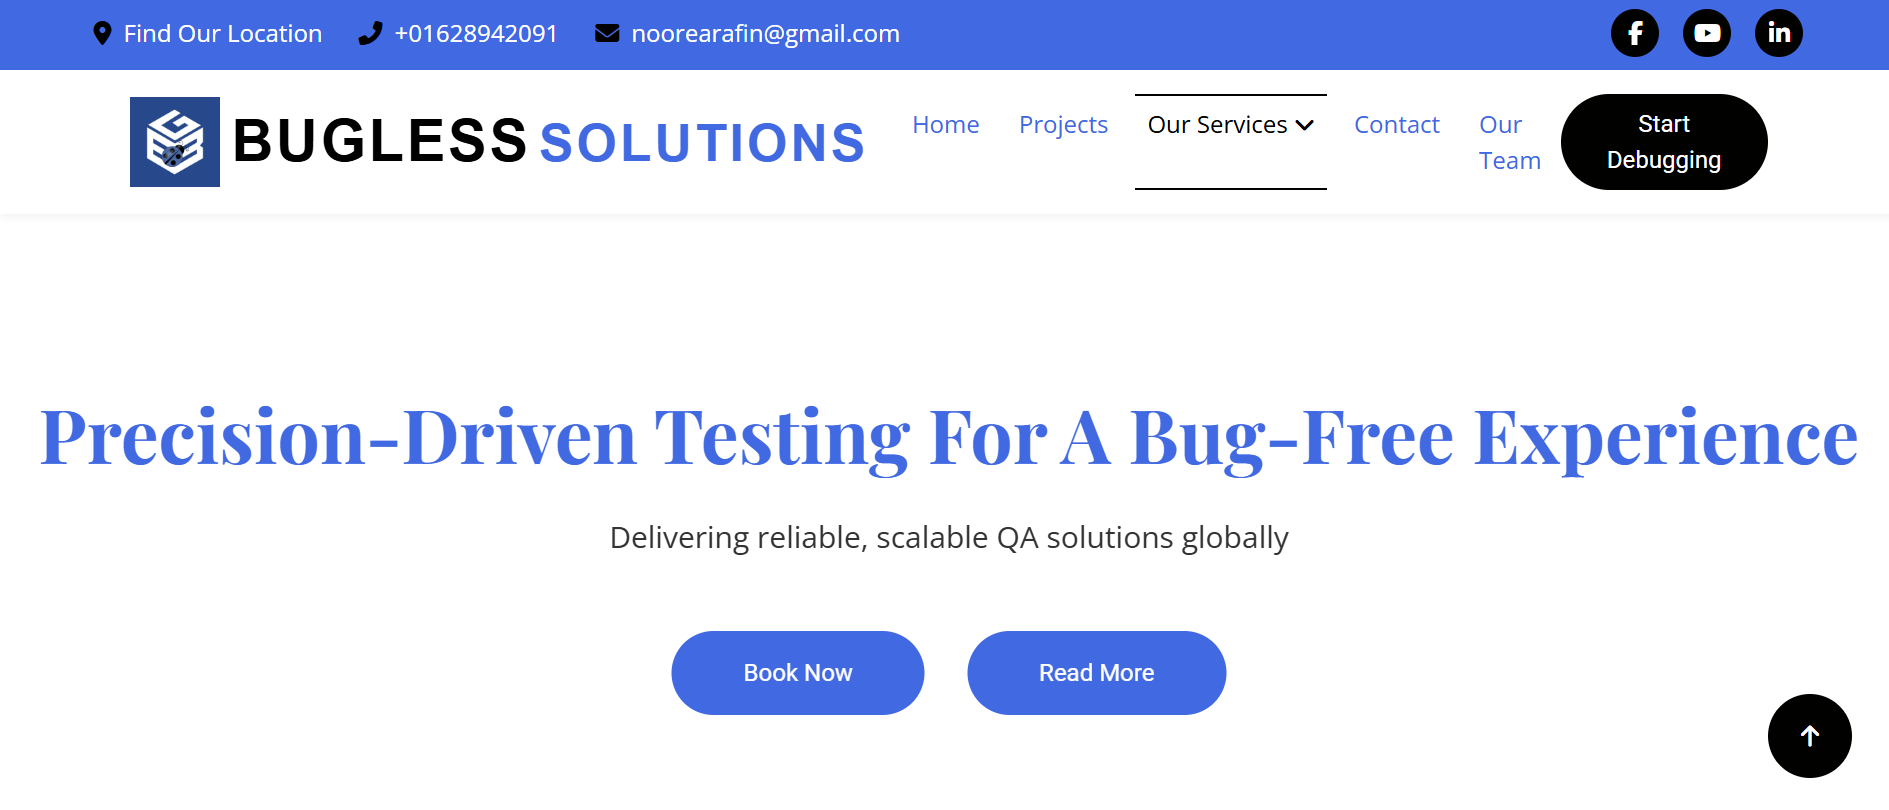 Find Our Location +01628942091 noorearafin@gmail.com
BUGLESS SOLUTIONS
Home Projects Our Services Contact Our Team
Start Debugging
Precision-Driven Testing For A Bug-Free Experience
Delivering reliable, scalable QA solutions globally
Book Now Read More